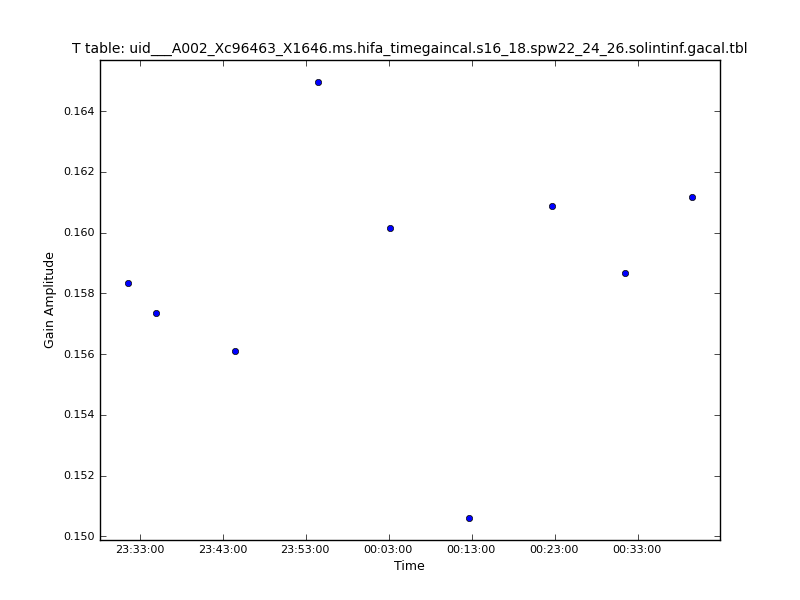 T table: uid___A002_Xc96463_X1646.ms.hifa_timegaincal.s16_18.spw22_24_26.solintinf.gacal.tbl
Gain Amplitude
0.164
0.162
0.160
0.158
0.156
0.154
0.152
0.150
23:33:00 23:43:00 23:53:00 00:03:00 00:13:00 00:23:00 00:33:00
Time